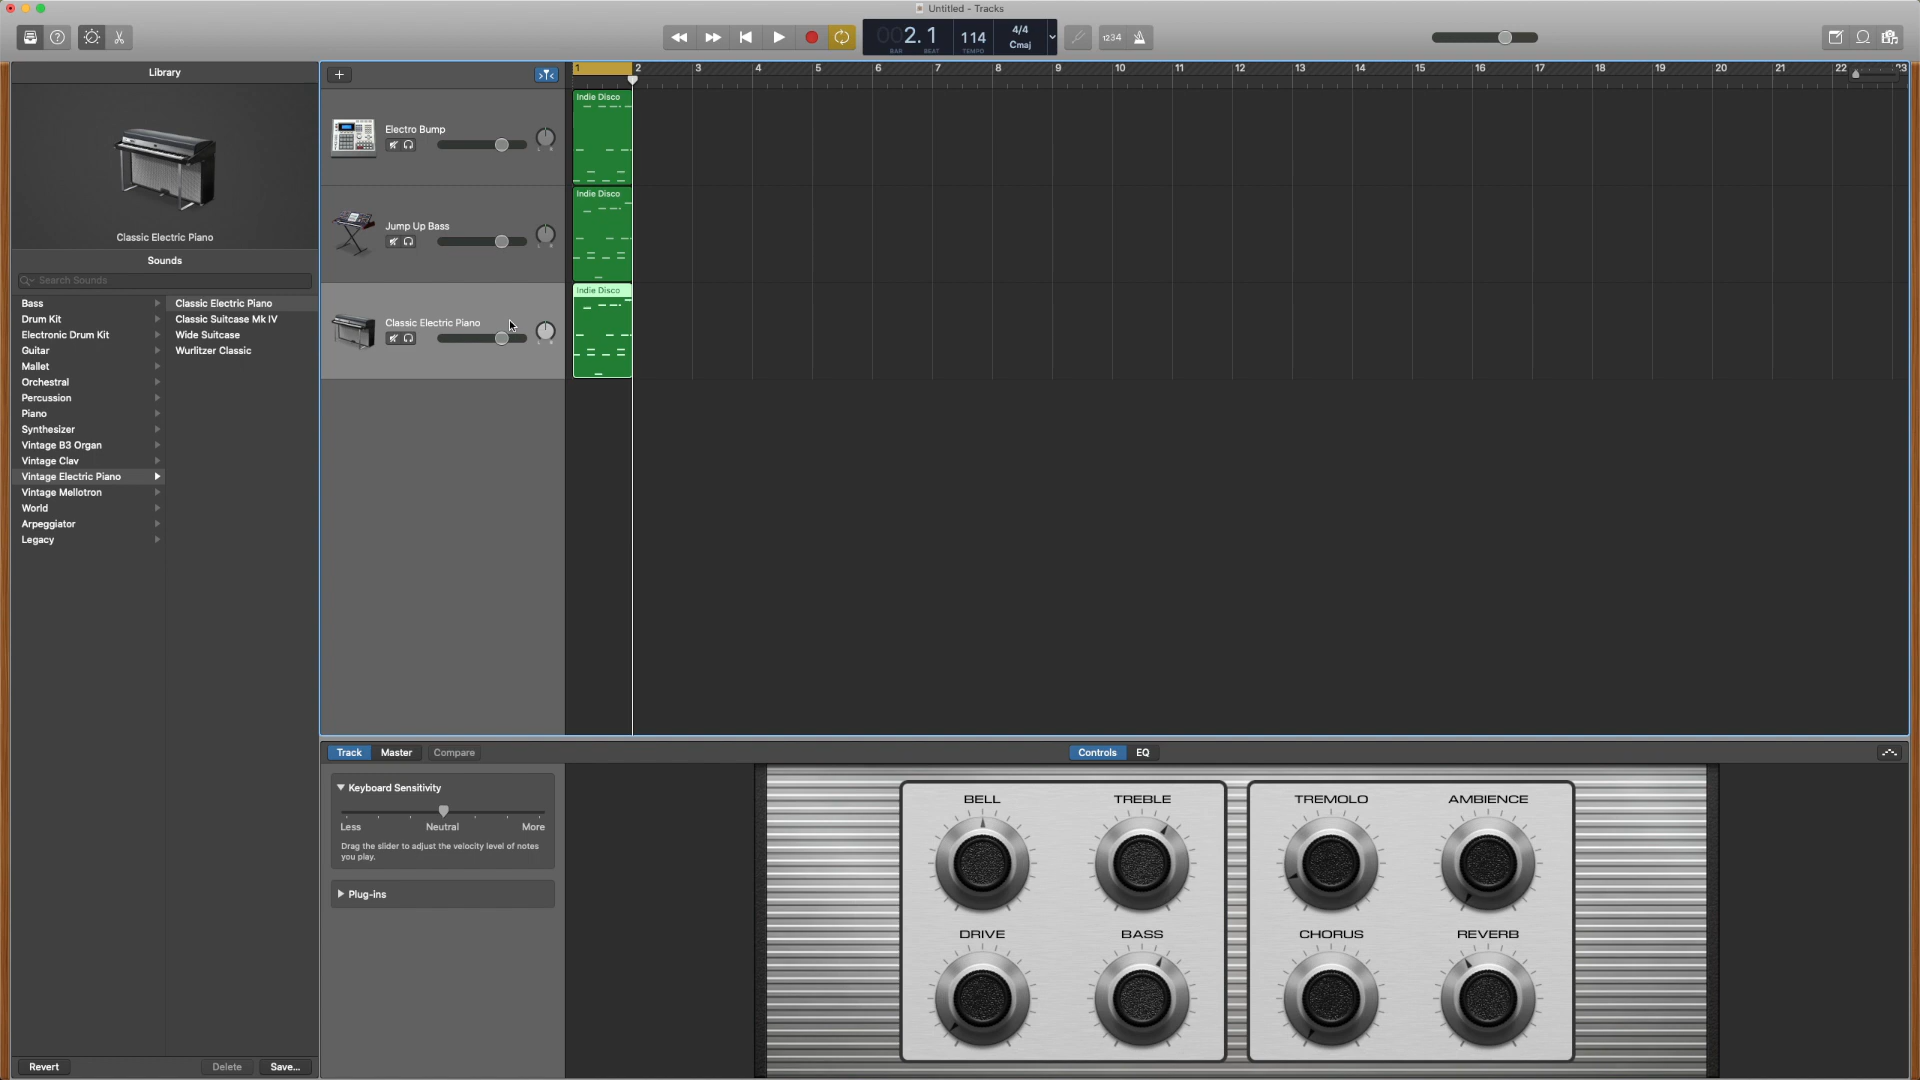 Untitled - Tracks
002.1
BAR BEAT
114
TEMPO
4/4
Cmaj
1234
Library
Classic Electric Piano
Sounds
Search Sounds
Bass
Drum Kit
Electronic Drum Kit
Guitar
Mallet
Orchestral
Percussion
Piano
Synthesizer
Vintage B3 Organ
Vintage Clav
Vintage Electric Piano
Vintage Mellotron
World
Arpeggiator
Legacy
Classic Electric Piano
Classic Suitcase Mk IV
Wide Suitcase
Wurlitzer Classic
Revert
Delete
Save...
1 2 3 4 5 6 7 8 9 10 11 12 13 14 15 16 17 18 19 20 21 22 23
Electro Bump
L R
Indie Disco
Jump Up Bass
L R
Indie Disco
Classic Electric Piano
L R
Indie Disco
Track Master Compare
Controls EQ
Keyboard Sensitivity
Less Neutral More
Drag the slider to adjust the velocity level of notes
you play.
Plug-ins
BELL TREBLE TREMOLO AMBIENCE
DRIVE BASS CHORUS REVERB